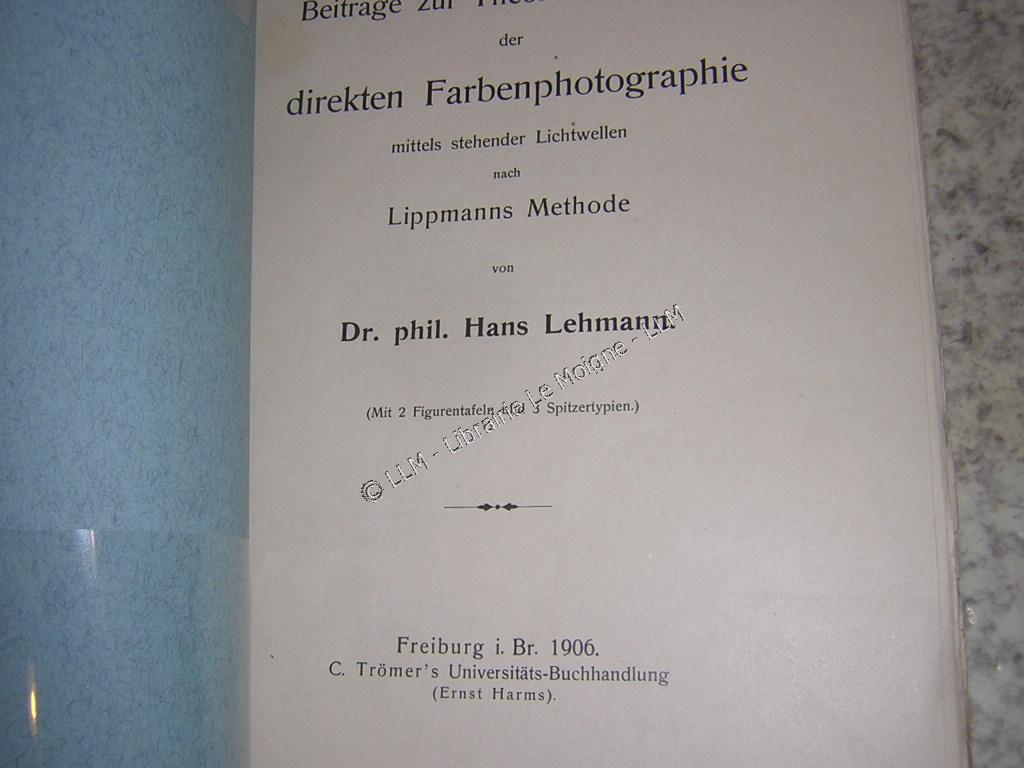 Beiträge zur
der
direkten Farbenphotographie
mittels stehender Lichtwellen
nach
Lippmanns Methode
von
Dr. phil. Hans Lehmann.
(Mit 2 Figurentafeln und 3 Spitzertypien.)
© LLM - Librairie Le Moigne - LLM
Freiburg i. Br. 1906.
C. Trömer's Universitäts-Buchhandlung
(Ernst Harms).